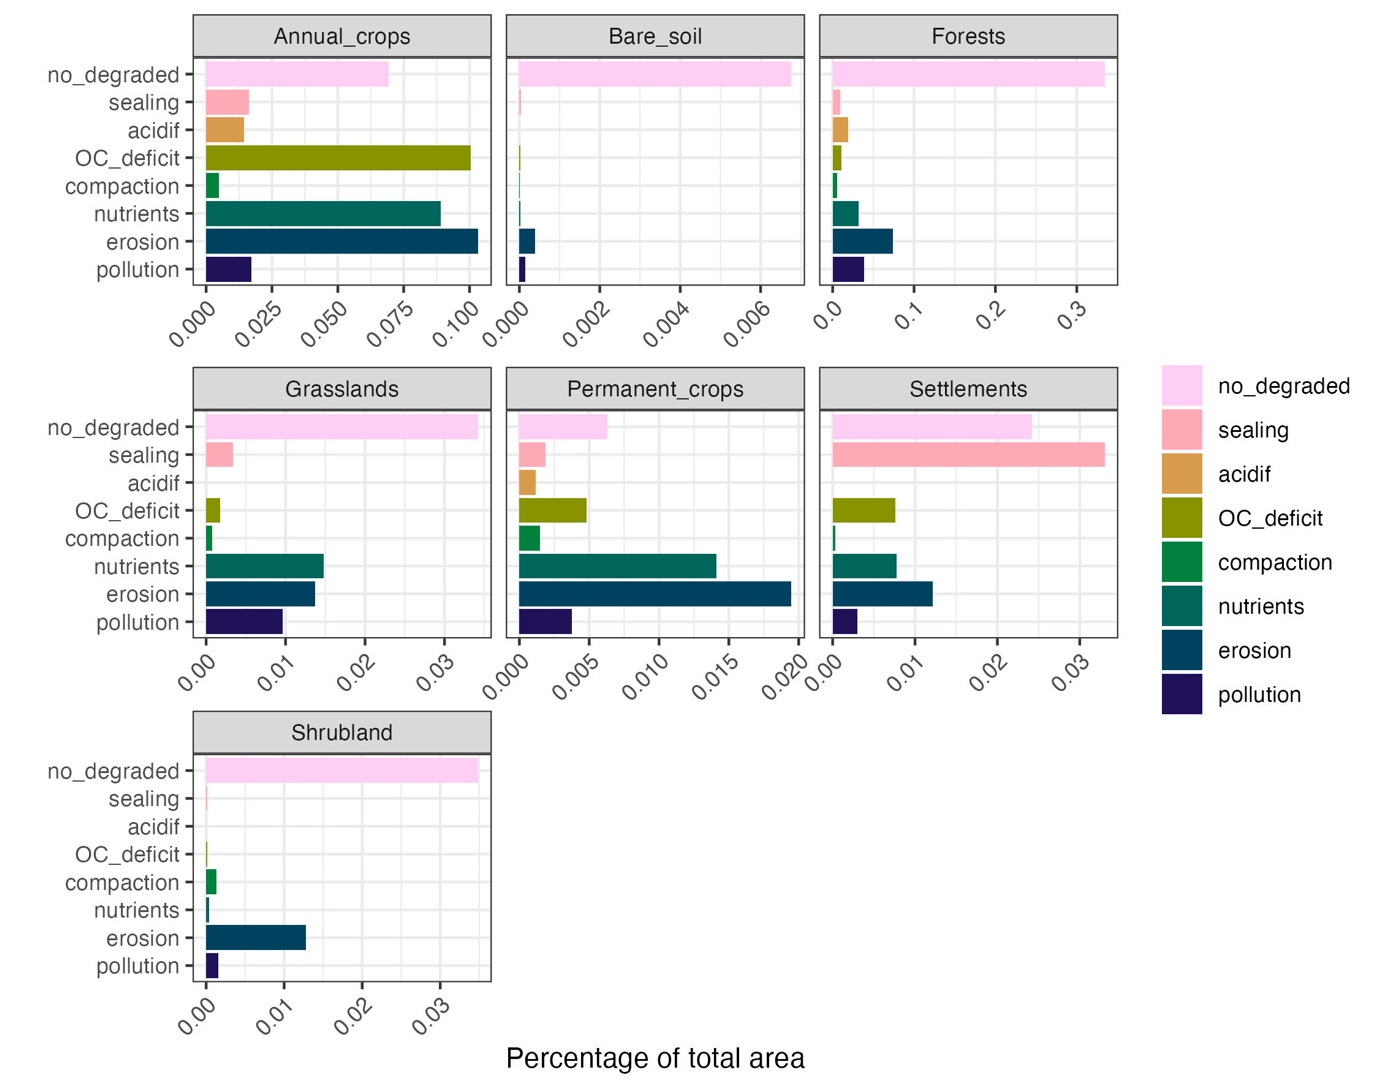 Annual_crops Bare_soil Forests
no_degraded
sealing
acidif
OC_deficit
compaction
nutrients
erosion
pollution
0.000 0.025 0.050 0.075 0.100 0.000 0.002 0.004 0.006 0.0 0.1 0.2 0.3
Grasslands Permanent_crops Settlements
no_degraded
sealing
acidif
OC_deficit
compaction
nutrients
erosion
pollution
0.00 0.01 0.02 0.03 0.000 0.005 0.010 0.015 0.020 0.00 0.01 0.02 0.03
Shrubland
no_degraded
sealing
acidif
OC_deficit
compaction
nutrients
erosion
pollution
0.00 0.01 0.02 0.03
Percentage of total area
no_degraded
sealing
acidif
OC_deficit
compaction
nutrients
erosion
pollution